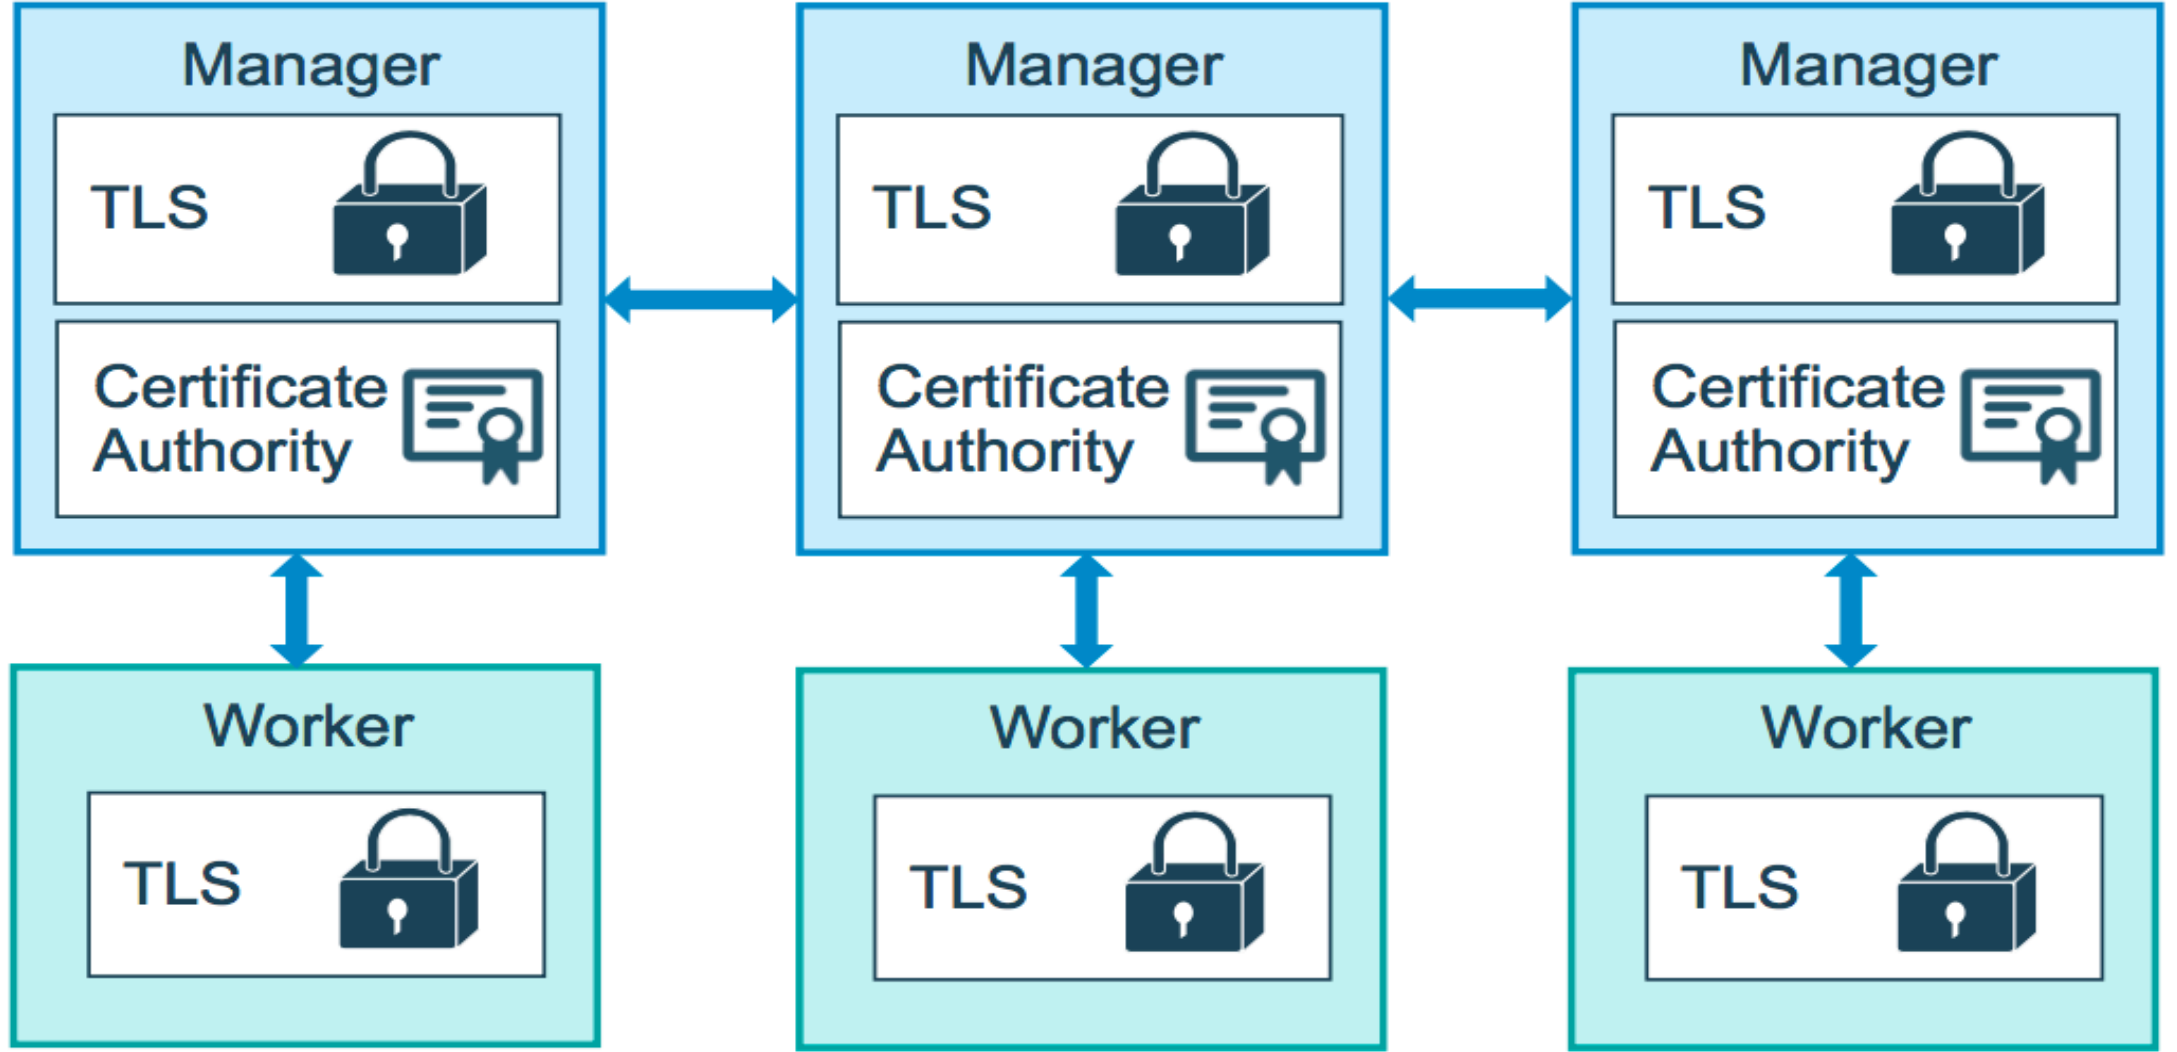 Manager
TLS
Certificate
Authority
Manager
TLS
Certificate
Authority
Manager
TLS
Certificate
Authority
Worker
TLS
Worker
TLS
Worker
TLS